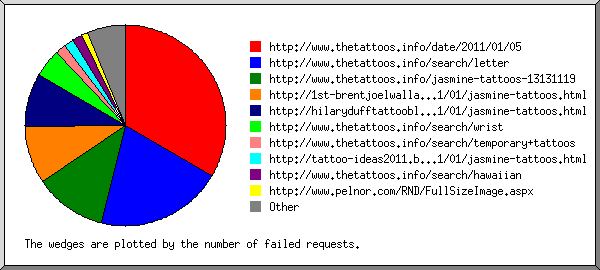 http://www.thetattoos.info/date/2011/01/05
http://www.thetattoos.info/search/letter
http://www.thetattoos.info/jasmine-tattoos-13131119
http://1st-brentjoelwalla...1/01/jasmine-tattoos.html
http://hilarydufftattoobl...1/01/jasmine-tattoos.html
http://www.thetattoos.info/search/wrist
http://www.thetattoos.info/search/temporary+tattoos
http://tattoo-ideas2011.b...1/01/jasmine-tattoos.html
http://www.thetattoos.info/search/hawaiian
http://www.pelnor.com/RND/FullSizeImage.aspx
Other
The wedges are plotted by the number of failed requests.